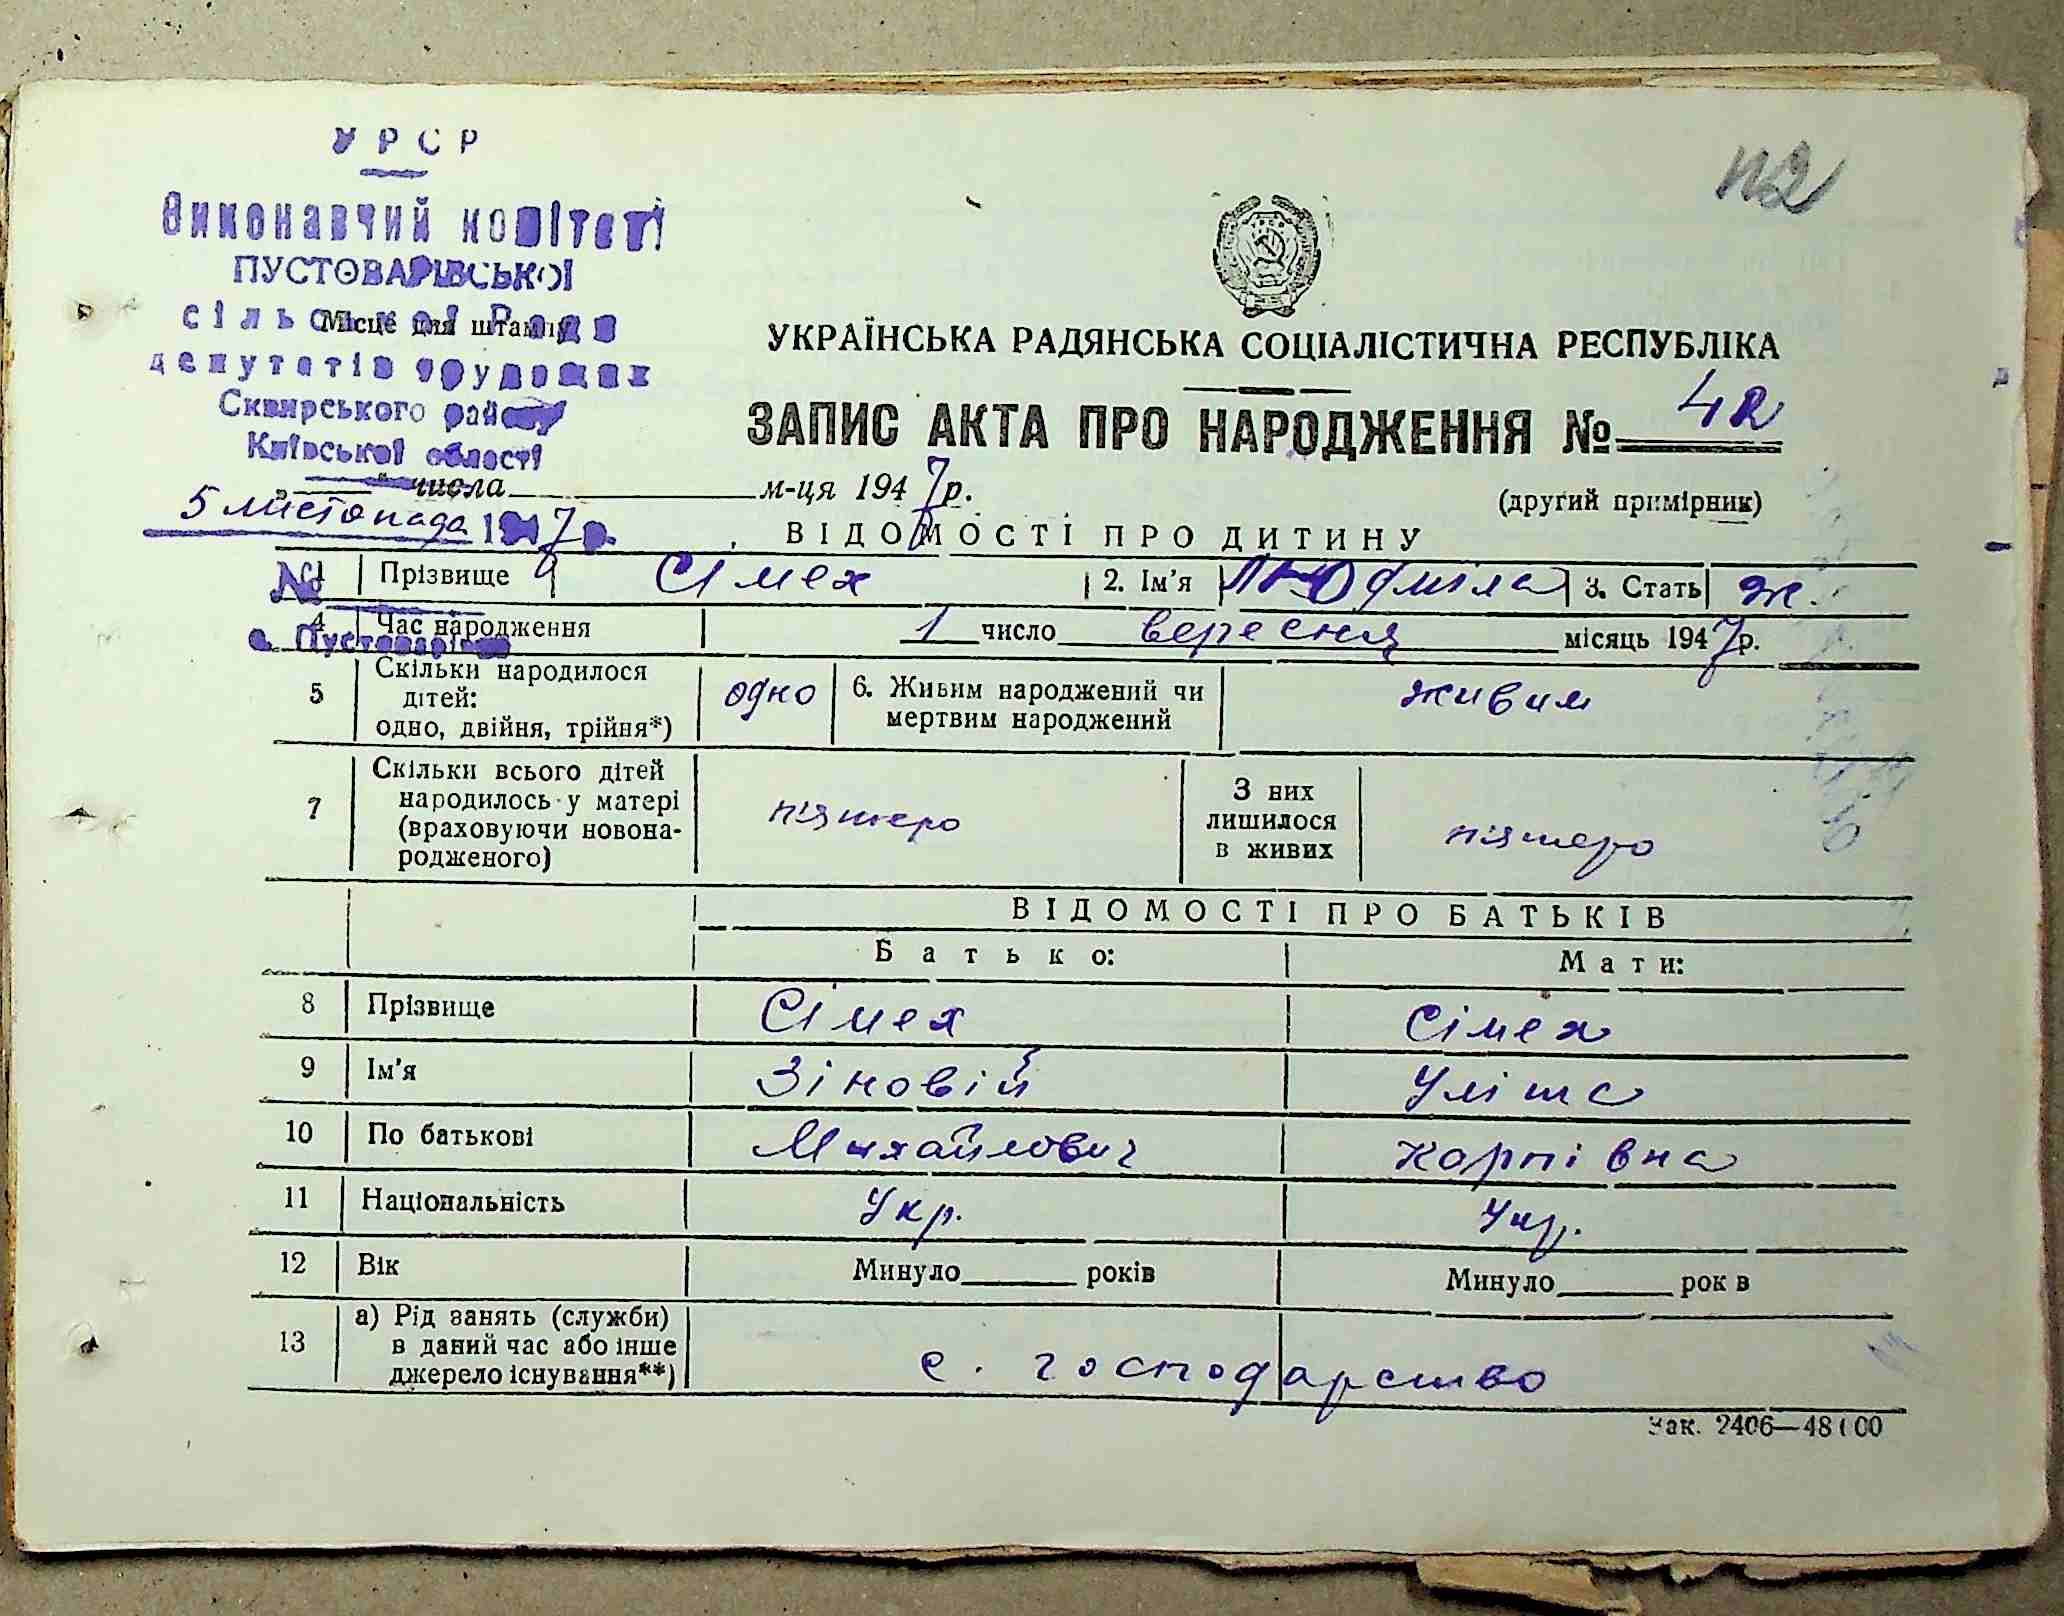 УРСР
Виконавчий комітет
ПУСТОВАРІВСЬКОЇ
сільської Ради
Місце для штампу
депутатів трудящих
Сквирського району
Київської області
112
УКРАЇНСЬКА РАДЯНСЬКА СОЦІАЛІСТИЧНА РЕСПУБЛІКА
ЗАПИС АКТА ПРО НАРОДЖЕННЯ № 42
числа м-ця 1947 р.
(другий примірник)
5 листопада 1947 р.
ВІДОМОСТІ ПРО ДИТИНУ
№ Прізвище Сімех 2. Ім'я Людміла 3. Стать ж.
4 Час народження 1 число вересня місяць 1947 р.
с. Пустоварівка
5 Скільки народилося дітей: одно, двійня, трійня*) одно 6. Живим народжений чи мертвим народжений живим
7 Скільки всього дітей народилось у матері (враховуючи новонародженого) пятеро З них лишилося в живих пятеро
ВІДОМОСТІ ПРО БАТЬКІВ
Батько: Мати:
8 Прізвище Сімех Сімех
9 Ім'я Зіновій Уліта
10 По батькові Михайлович Карпівна
11 Національність Укр. Укр.
12 Вік Минуло років Минуло рок в
13 а) Рід занять (служби) в даний час або інше джерело існування**) с. господарство
Зак. 2406—48000